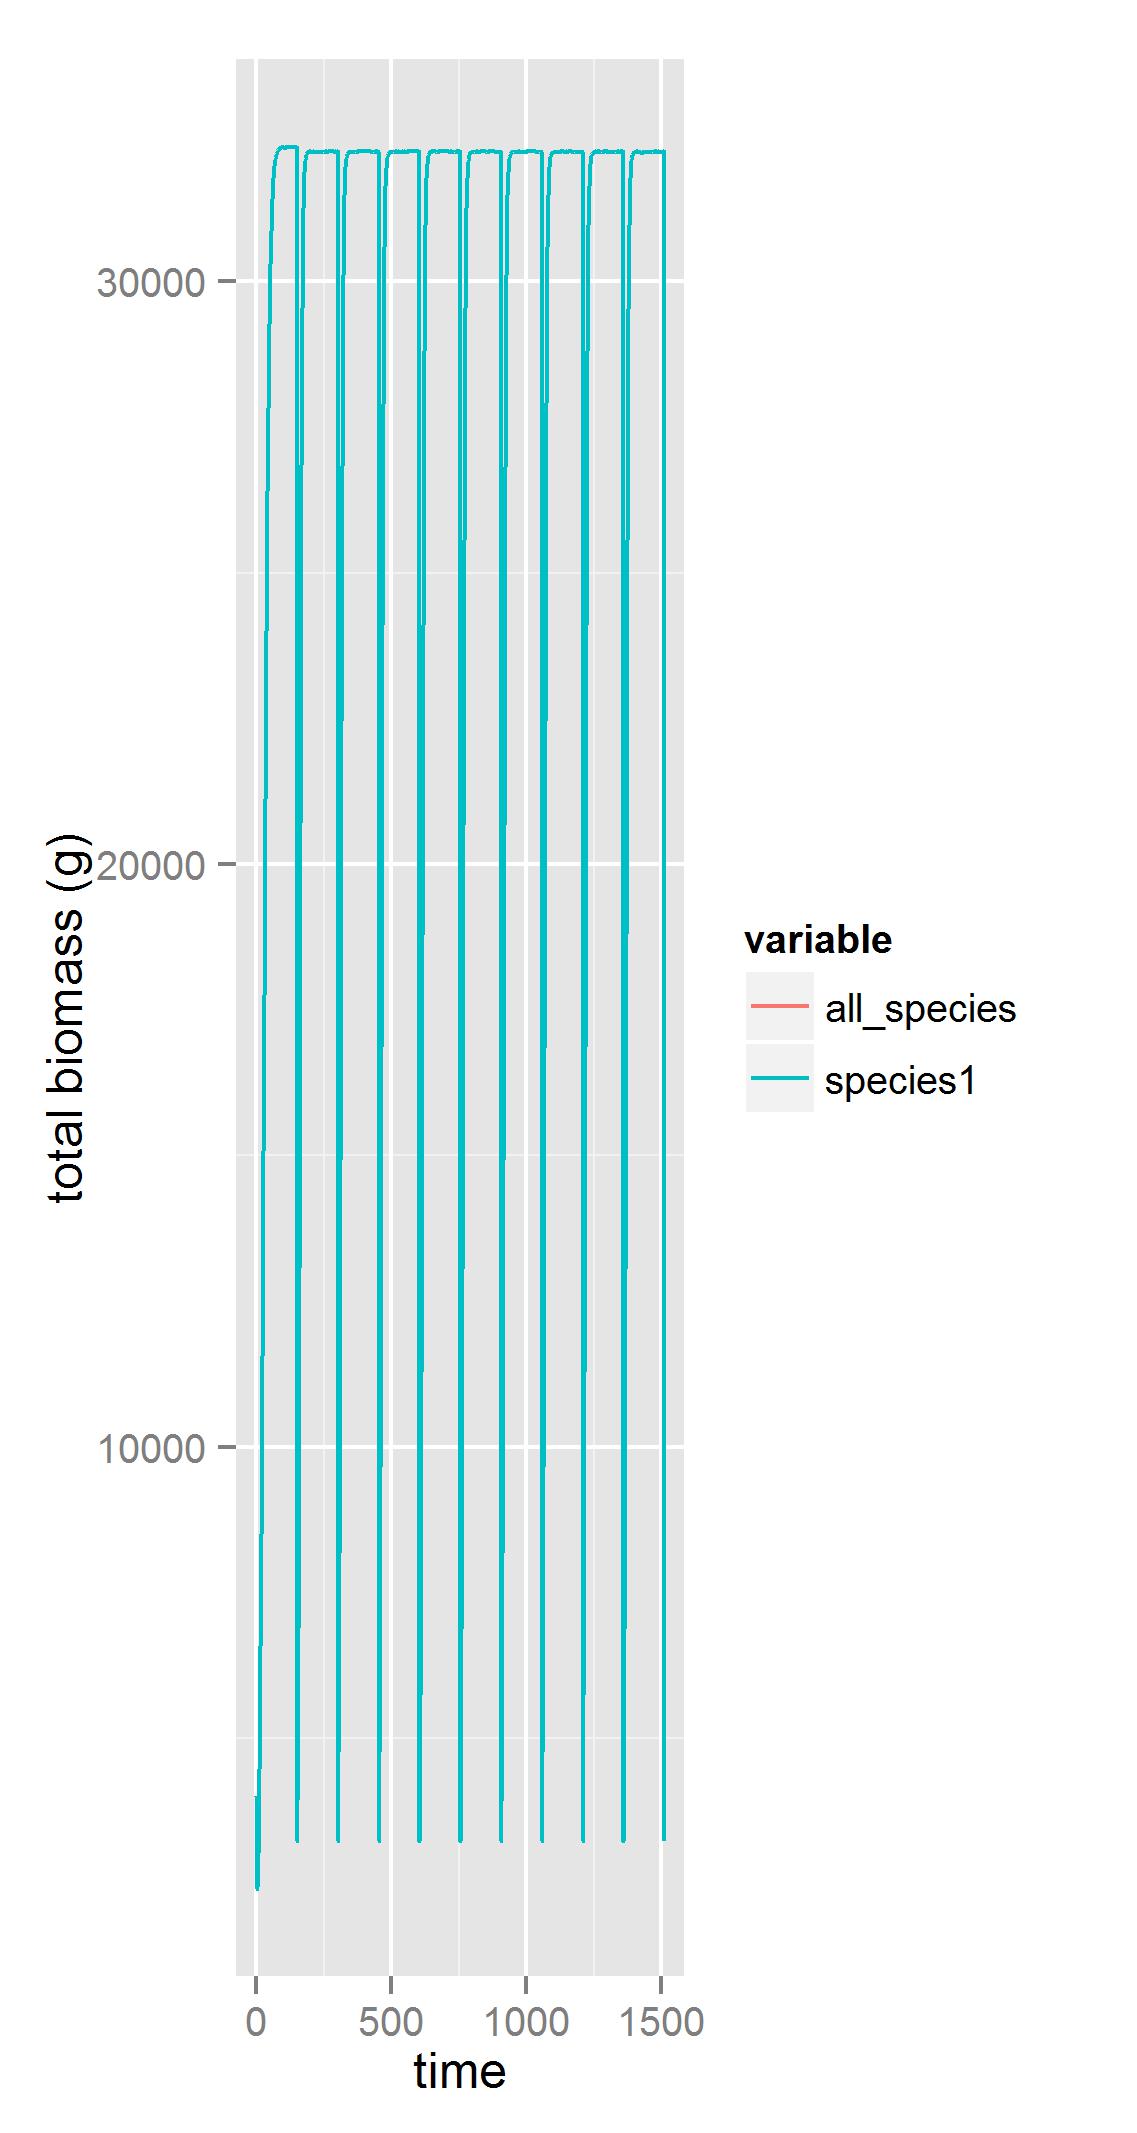 total biomass (g)
30000
20000
10000
0 500 1000 1500
time
variable
all_species
species1